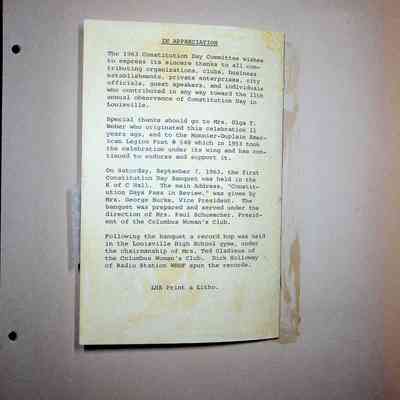 IN APPRECIATION
The 1963 Constitution Day Committee wishes
to express its sincere thanks to all con-
tributing organizations, clubs, business
establishments, private enterprises, city
officials, guest speakers, and individuals
who contributed in any way toward the 11th
annual observance of Constitution Day in
Louisville.
Special thanks should go to Mrs. Olga T.
Weber who originated this celebration 11
years ago, and to the Monnier-Duplain Amer-
ican Legion Post # 548 which in 1953 took
the celebration under its wing and has con-
tinued to endorse and support it.
On Saturday, September 7, 1963, the first
Constitution Day Banquet was held in the
K of C Hall. The main Address, "Constit-
ution Days Pass in Review," was given by
Mrs. George Burke, Vice President. The
banquet was prepared and served under the
direction of Mrs. Paul Schumacher, Presid-
ent of the Columbus Woman's Club.
Following the banquet a record hop was held
in the Louisville High School gym, under
the chairmanship of Mrs. Ted Gladieux of
the Columbus Woman's Club. Dick Holloway
of Radio Station WHOF spun the records.
LHS Print & Litho.